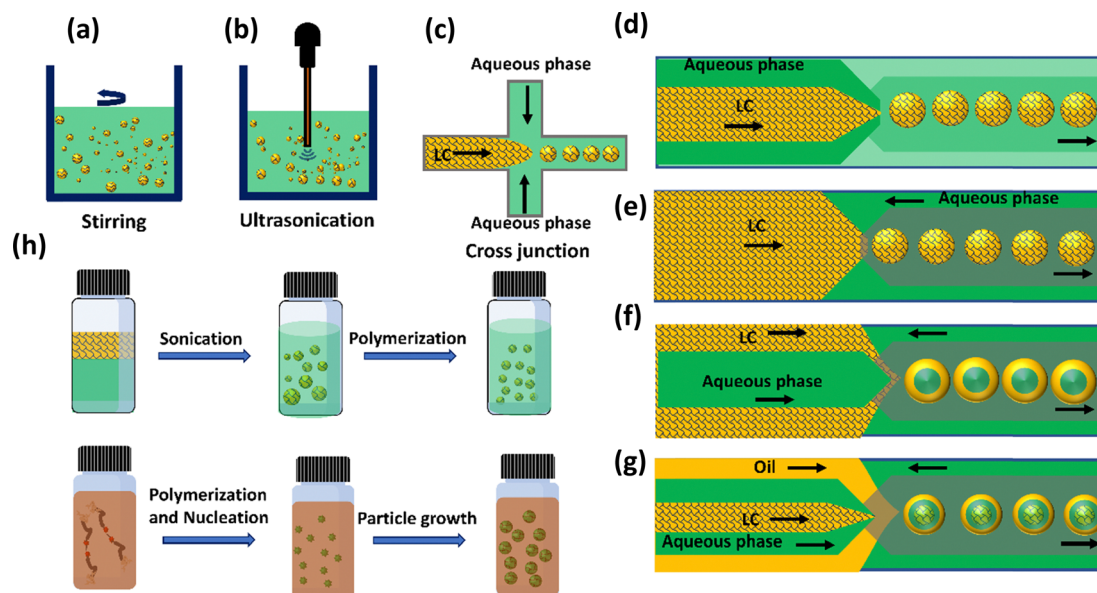 (a)
Stirring
(b)
Ultrasonication
(c)
Aqueous phase
LC
Aqueous phase
Cross junction
(d)
Aqueous phase
LC
(e)
Aqueous phase
LC
(f)
LC
Aqueous phase
(g)
Oil
LC
Aqueous phase
(h)
Sonication
Polymerization
Polymerization
and Nucleation
Particle growth